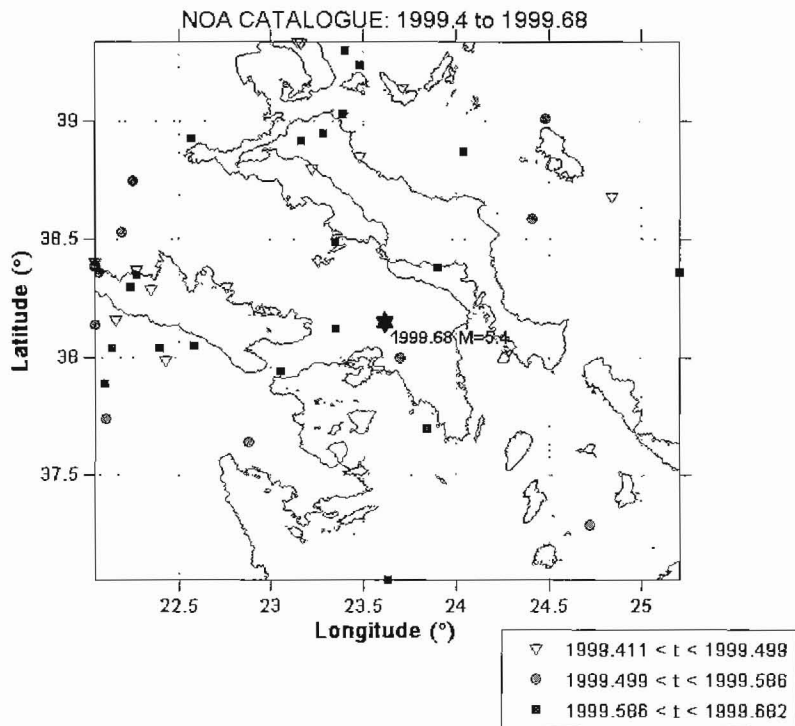 NOA CATALOGUE: 1999.4 to 1999.68
39
38.5
38
37.5
Latitude (°)
1999.68 M=5.4
22.5 23 23.5 24 24.5 25
Longitude (°)
1999.411 < t < 1999.499
1999.499 < t < 1999.586
1999.586 < t < 1999.682